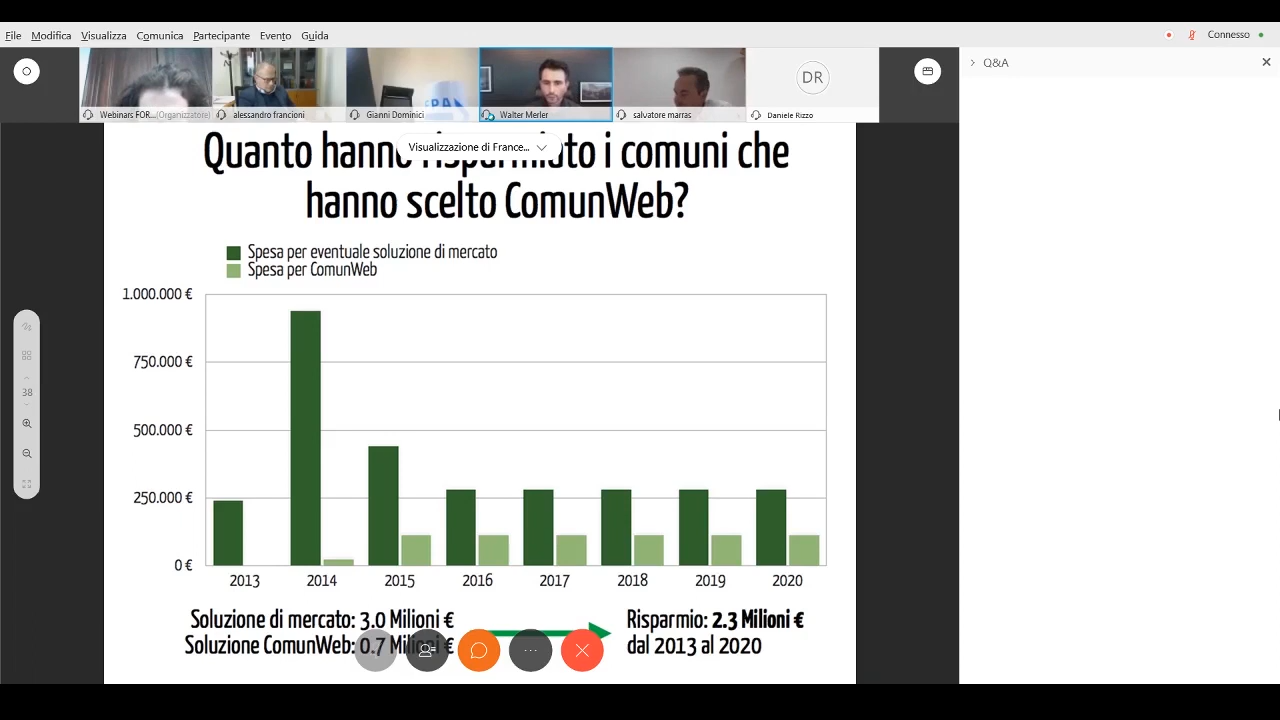 File Modifica Visualizza Comunica Partecipante Evento Guida
Connesso
Webinars FOR... (Organizzatore)
alessandro francioni
Gianni Dominici
Walter Merler
salvatore marras
DR
Daniele Rizzo
Q&A
Visualizzazione di France...
Quanto hanno risparmiato i comuni che
hanno scelto ComunWeb?
Spesa per eventuale soluzione di mercato
Spesa per ComunWeb
1.000.000 €
750.000 €
500.000 €
250.000 €
0 €
2013 2014 2015 2016 2017 2018 2019 2020
38
Soluzione di mercato: 3.0 Milioni €
Soluzione ComunWeb: 0.7 Milioni €
Risparmio: 2.3 Milioni €
dal 2013 al 2020